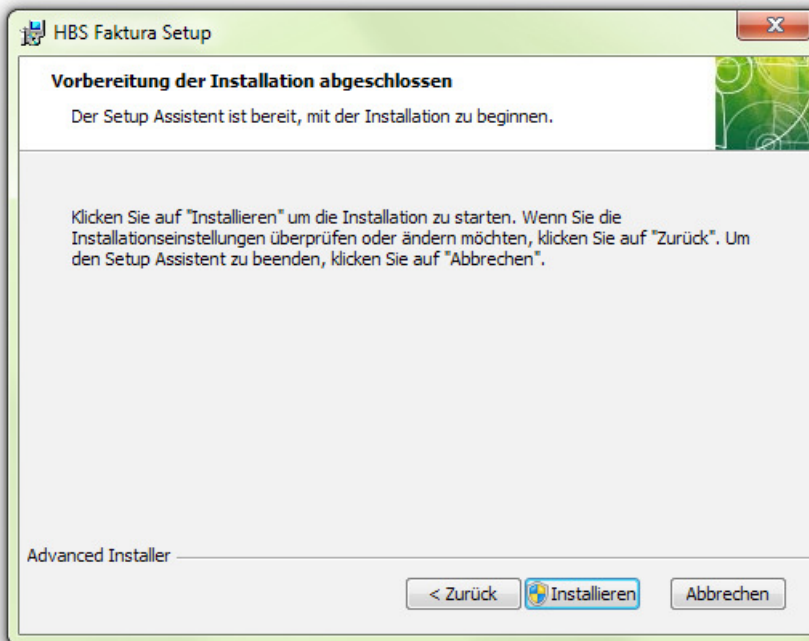 HBS Faktura Setup
Vorbereitung der Installation abgeschlossen
Der Setup Assistent ist bereit, mit der Installation zu beginnen.
Klicken Sie auf "Installieren" um die Installation zu starten. Wenn Sie die
Installationseinstellungen überprüfen oder ändern möchten, klicken Sie auf "Zurück". Um
den Setup Assistent zu beenden, klicken Sie auf "Abbrechen".
Advanced Installer
< Zurück Installieren Abbrechen